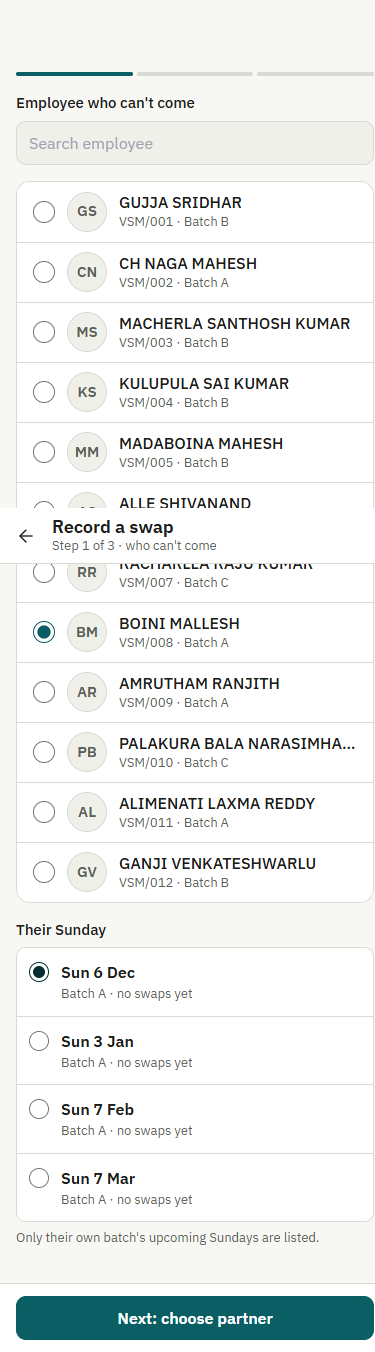 Employee who can't come
Search employee
GS
GUJJA SRIDHAR
VSM/001 · Batch B
CN
CH NAGA MAHESH
VSM/002 · Batch A
MS
MACHERLA SANTHOSH KUMAR
VSM/003 · Batch B
KS
KULUPULA SAI KUMAR
VSM/004 · Batch B
MM
MADABOINA MAHESH
VSM/005 · Batch B
ALLE SHIVANAND
Record a swap
Step 1 of 3 · who can't come
RR
RACHARLLA RAJU KUMAR
VSM/007 · Batch C
BM
BOINI MALLESH
VSM/008 · Batch A
AR
AMRUTHAM RANJITH
VSM/009 · Batch A
PB
PALAKURA BALA NARASIMHA...
VSM/010 · Batch C
AL
ALIMENATI LAXMA REDDY
VSM/011 · Batch A
GV
GANJI VENKATESHWARLU
VSM/012 · Batch B
Their Sunday
Sun 6 Dec
Batch A · no swaps yet
Sun 3 Jan
Batch A · no swaps yet
Sun 7 Feb
Batch A · no swaps yet
Sun 7 Mar
Batch A · no swaps yet
Only their own batch's upcoming Sundays are listed.
Next: choose partner